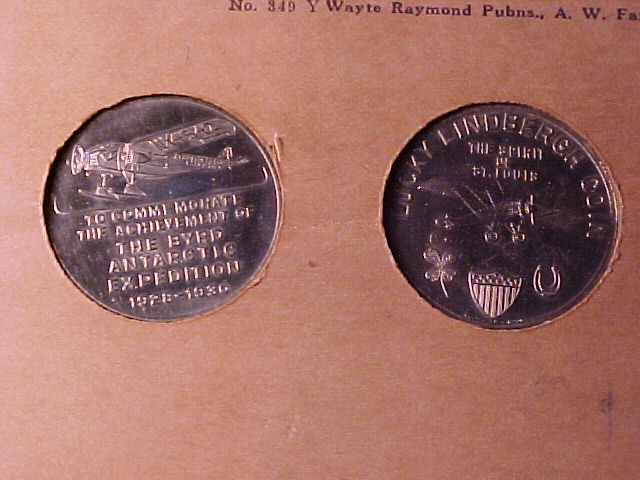 No. 349 Y Wayte Raymond Pubns., A. W. Fa
TO COMMEMORATE
THE ACHIEVEMENT OF
THE BYRD
ANTARCTIC
EXPEDITION
1928-1930
LUCKY LINDBERGH COIN
THE SPIRIT
OF
ST. LOUIS